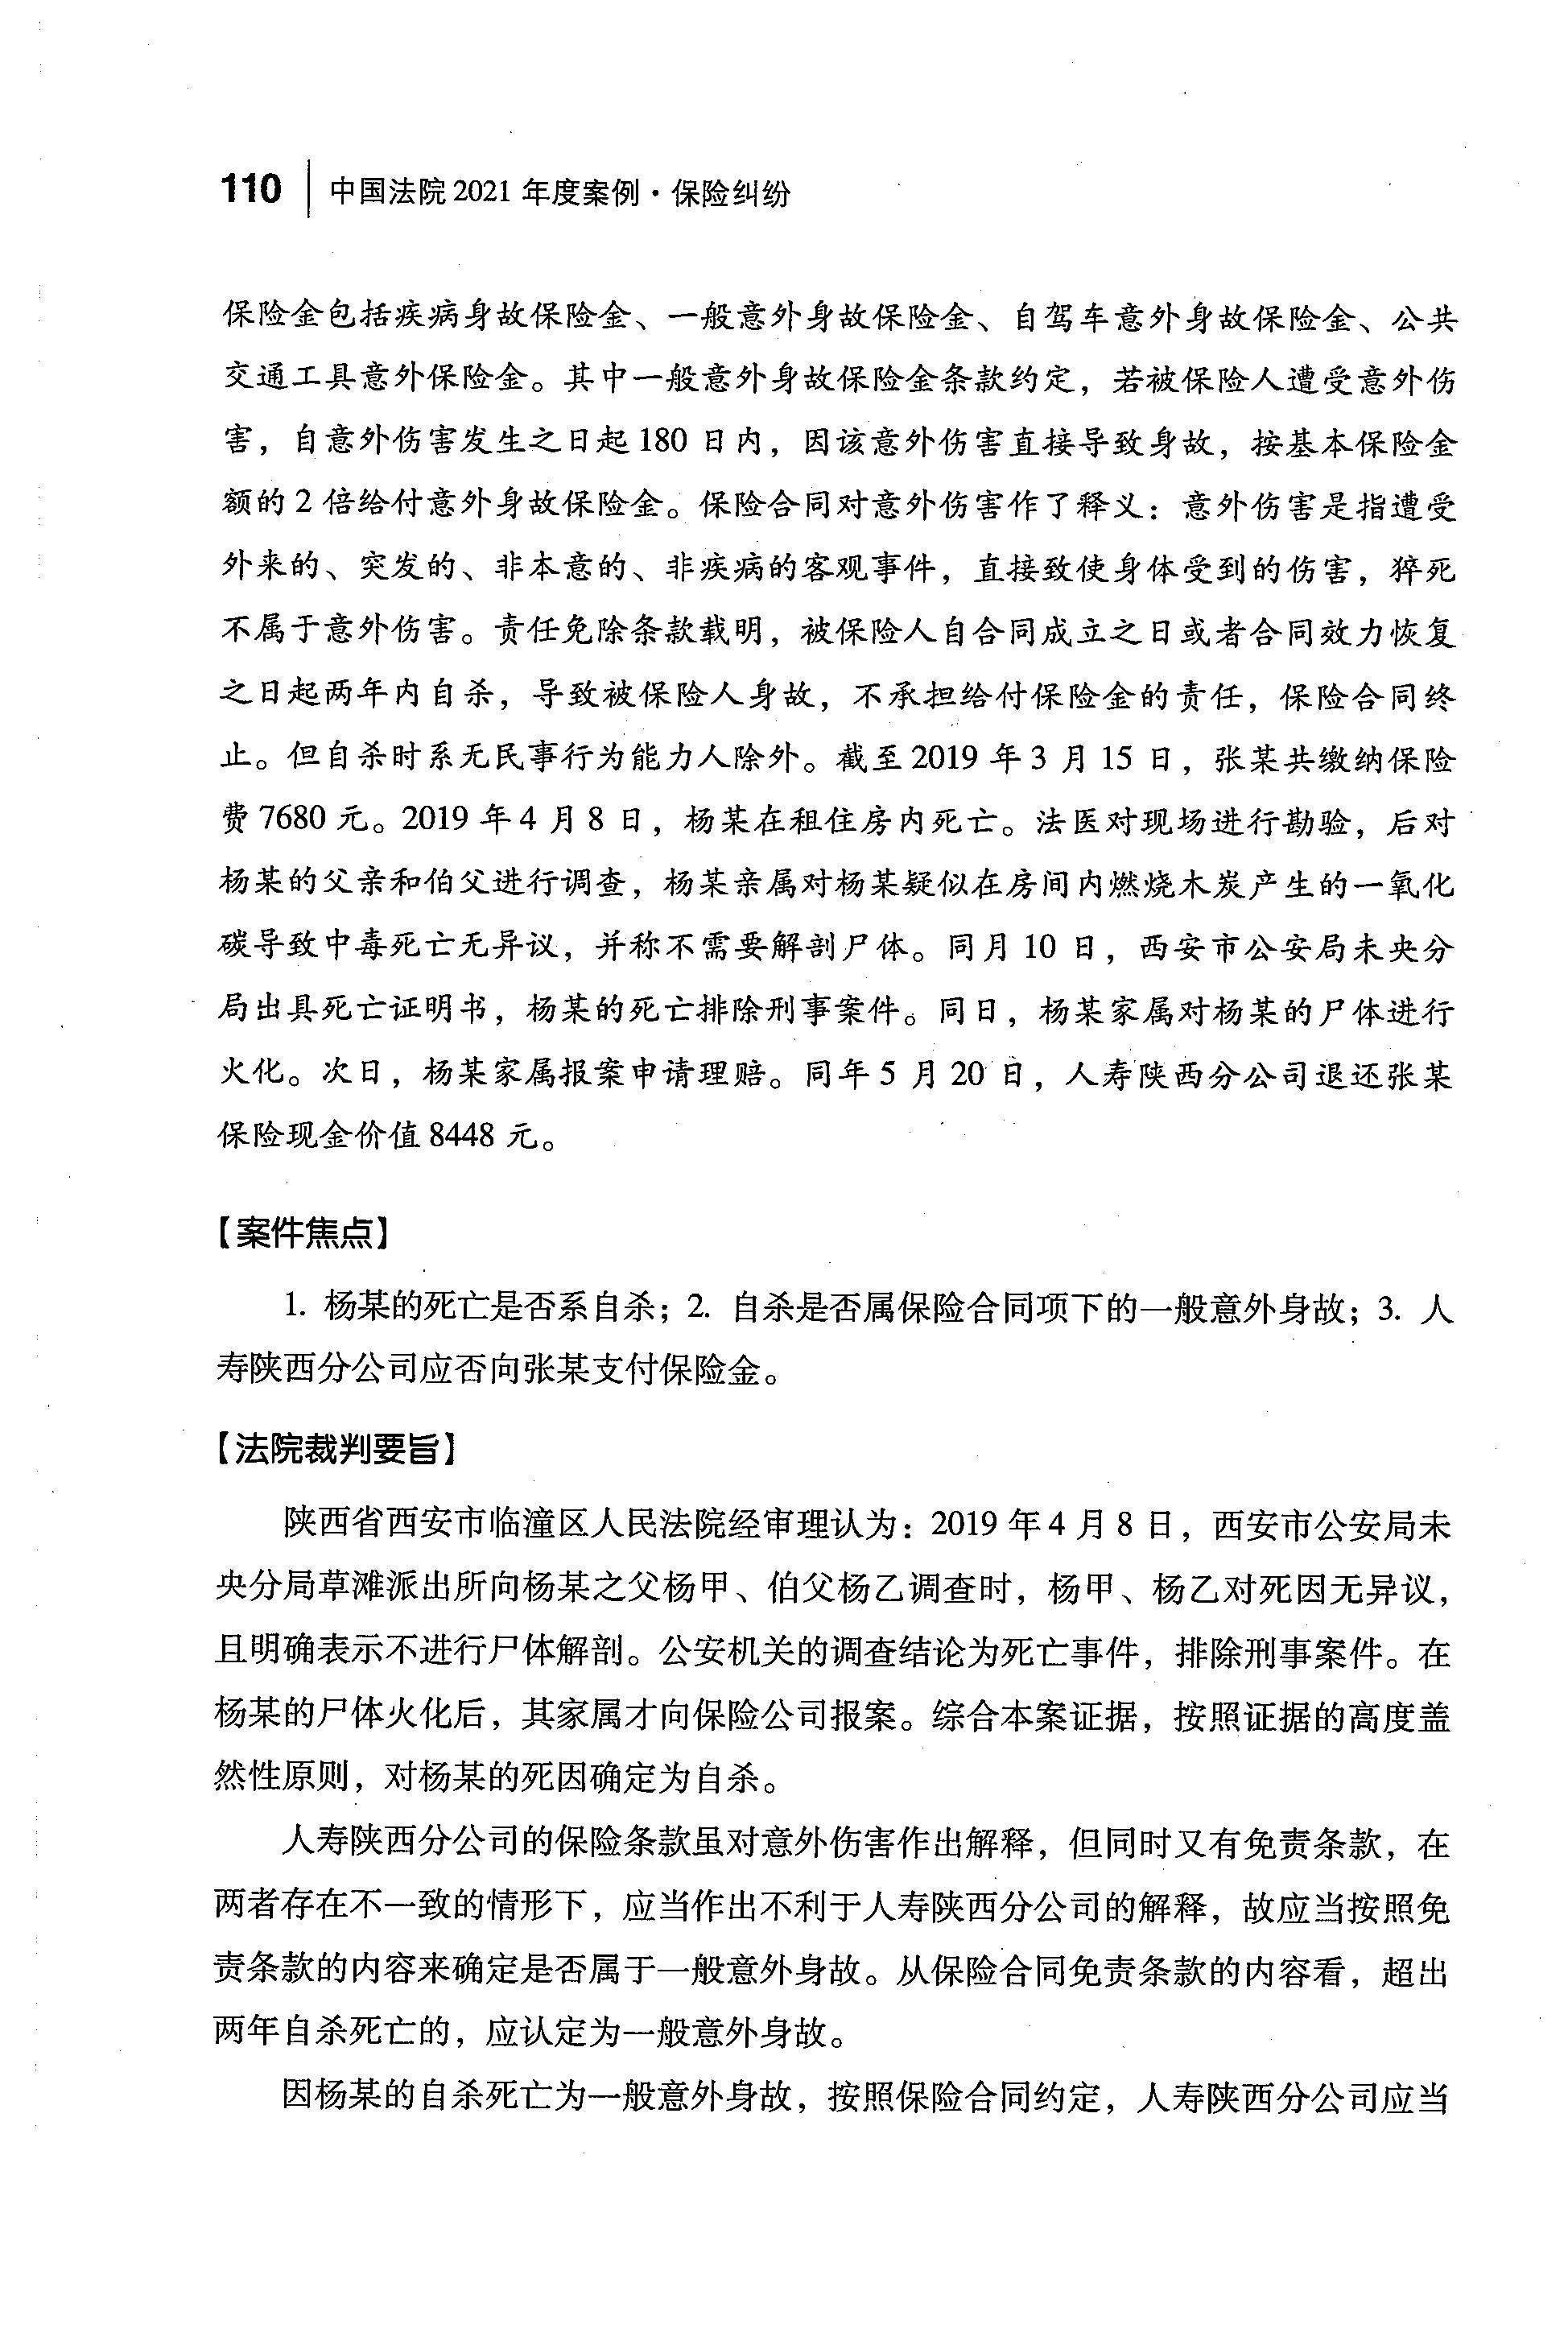 110 中国法院 2021 年度案例·保险纠纷
保险金包括疾病身故保险金、一般意外身故保险金、自驾车意外身故保险金、公共
交通工具意外保险金。其中一般意外身故保险金条款约定，若被保险人遭受意外伤
害，自意外伤害发生之日起 180 日内，因该意外伤害直接导致身故，按基本保险金
额的 2 倍给付意外身故保险金。保险合同对意外伤害作了释义：意外伤害是指遭受
外来的、突发的、非本意的、非疾病的客观事件，直接致使身体受到的伤害，猝死
不属于意外伤害。责任免除条款载明，被保险人自合同成立之日或者合同效力恢复
之日起两年内自杀，导致被保险人身故，不承担给付保险金的责任，保险合同终
止。但自杀时系无民事行为能力人除外。截至 2019 年 3 月 15 日，张某共缴纳保险
费 7680 元。2019 年 4 月 8 日，杨某在租住房内死亡。法医对现场进行勘验，后对
杨某的父亲和伯父进行调查，杨某亲属对杨某疑似在房间内燃烧木炭产生的一氧化
碳导致中毒死亡无异议，并称不需要解剖尸体。同月 10 日，西安市公安局未央分
局出具死亡证明书，杨某的死亡排除刑事案件。同日，杨某家属对杨某的尸体进行
火化。次日，杨某家属报案申请理赔。同年 5 月 20 日，人寿陕西分公司退还张某
保险现金价值 8448 元。
【案件焦点】
1. 杨某的死亡是否系自杀；2. 自杀是否属保险合同项下的一般意外身故；3. 人
寿陕西分公司应否向张某支付保险金。
【法院裁判要旨】
陕西省西安市临潼区人民法院经审理认为：2019 年 4 月 8 日，西安市公安局未
央分局草滩派出所向杨某之父杨甲、伯父杨乙调查时，杨甲、杨乙对死因无异议，
且明确表示不进行尸体解剖。公安机关的调查结论为死亡事件，排除刑事案件。在
杨某的尸体火化后，其家属才向保险公司报案。综合本案证据，按照证据的高度盖
然性原则，对杨某的死因确定为自杀。
人寿陕西分公司的保险条款虽对意外伤害作出解释，但同时又有免责条款，在
两者存在不一致的情形下，应当作出不利于人寿陕西分公司的解释，故应当按照免
责条款的内容来确定是否属于一般意外身故。从保险合同免责条款的内容看，超出
两年自杀死亡的，应认定为一般意外身故。
因杨某的自杀死亡为一般意外身故，按照保险合同约定，人寿陕西分公司应当